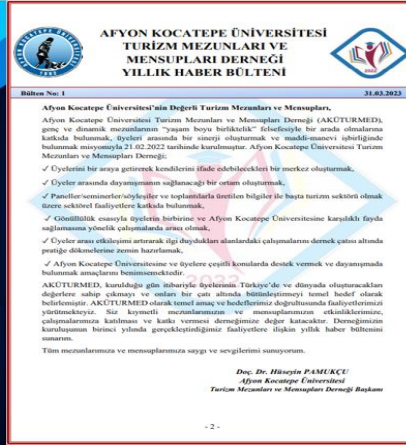 AFYON KOCATEPE ÜNİVERSİTESİ
TURİZM MEZUNLARI VE
MENSUPLARI DERNEĞİ
YILLIK HABER BÜLTENİ
Bülten No: 1 31.03.2023
Afyon Kocatepe Üniversitesi'nin Değerli Turizm Mezunları ve Mensupları,
Afyon Kocatepe Üniversitesi Turizm Mezunları ve Mensupları Derneği (AKÜTURMED),
genç ve dinamik mezunlarının "yaşam boyu birliktelik" felsefesiyle bir arada olmalarına
katkıda bulunmak, üyeleri arasında bir sinerji oluşturmak ve maddi-manevi işbirliğinde
bulunmak misyonuyla 21.02.2022 tarihinde kurulmuştur. Afyon Kocatepe Üniversitesi Turizm
Mezunları ve Mensupları Derneği;
✓ Üyelerini bir araya getirerek kendilerini ifade edebilecekleri bir merkez oluşturmak,
✓ Üyeler arasında dayanışmanın sağlanacağı bir ortam oluşturmak,
✓ Paneller/seminerler/söyleşiler ve toplantılarla üretilen bilgiler ile başta turizm sektörü olmak
üzere sektörel faaliyetlere katkıda bulunmak,
✓ Gönüllülük esasıyla üyelerin birbirine ve Afyon Kocatepe Üniversitesine karşılıklı fayda
sağlamasına yönelik çalışmalarda aracı olmak,
✓ Üyeler arası etkileşimi artırarak ilgi duydukları alanlardaki çalışmalarını dernek çatısı altında
pratiğe dökmelerine zemin hazırlamak,
✓ Afyon Kocatepe Üniversitesine ve üyelere çeşitli konularda destek vermek ve dayanışmada
bulunmak amaçlarını benimsemektedir.
AKÜTURMED, kurulduğu gün itibariyle üyelerinin Türkiye'de ve dünyada oluşturacakları
değerlere sahip çıkmayı ve onları bir çatı altında bütünleştirmeyi temel hedef olarak
belirlemiştir. AKÜTURMED olarak temel amaç ve hedeflerimiz doğrultusunda faaliyetlerimizi
yürütmekteyiz. Siz kıymetli mezunlarımızın ve mensuplarımızın etkinliklerimize,
çalışmalarımıza katılması ve katkı vermesi derneğimize değer katacaktır. Derneğimizin
kuruluşunun birinci yılında gerçekleştirdiğimiz faaliyetlere ilişkin yıllık haber bültenini
sunarım.
Tüm mezunlarımıza ve mensuplarımıza saygı ve sevgilerimi sunuyorum.
Doç. Dr. Hüseyin PAMUKÇU
Afyon Kocatepe Üniversitesi
Turizm Mezunları ve Mensupları Derneği Başkanı
- 2 -